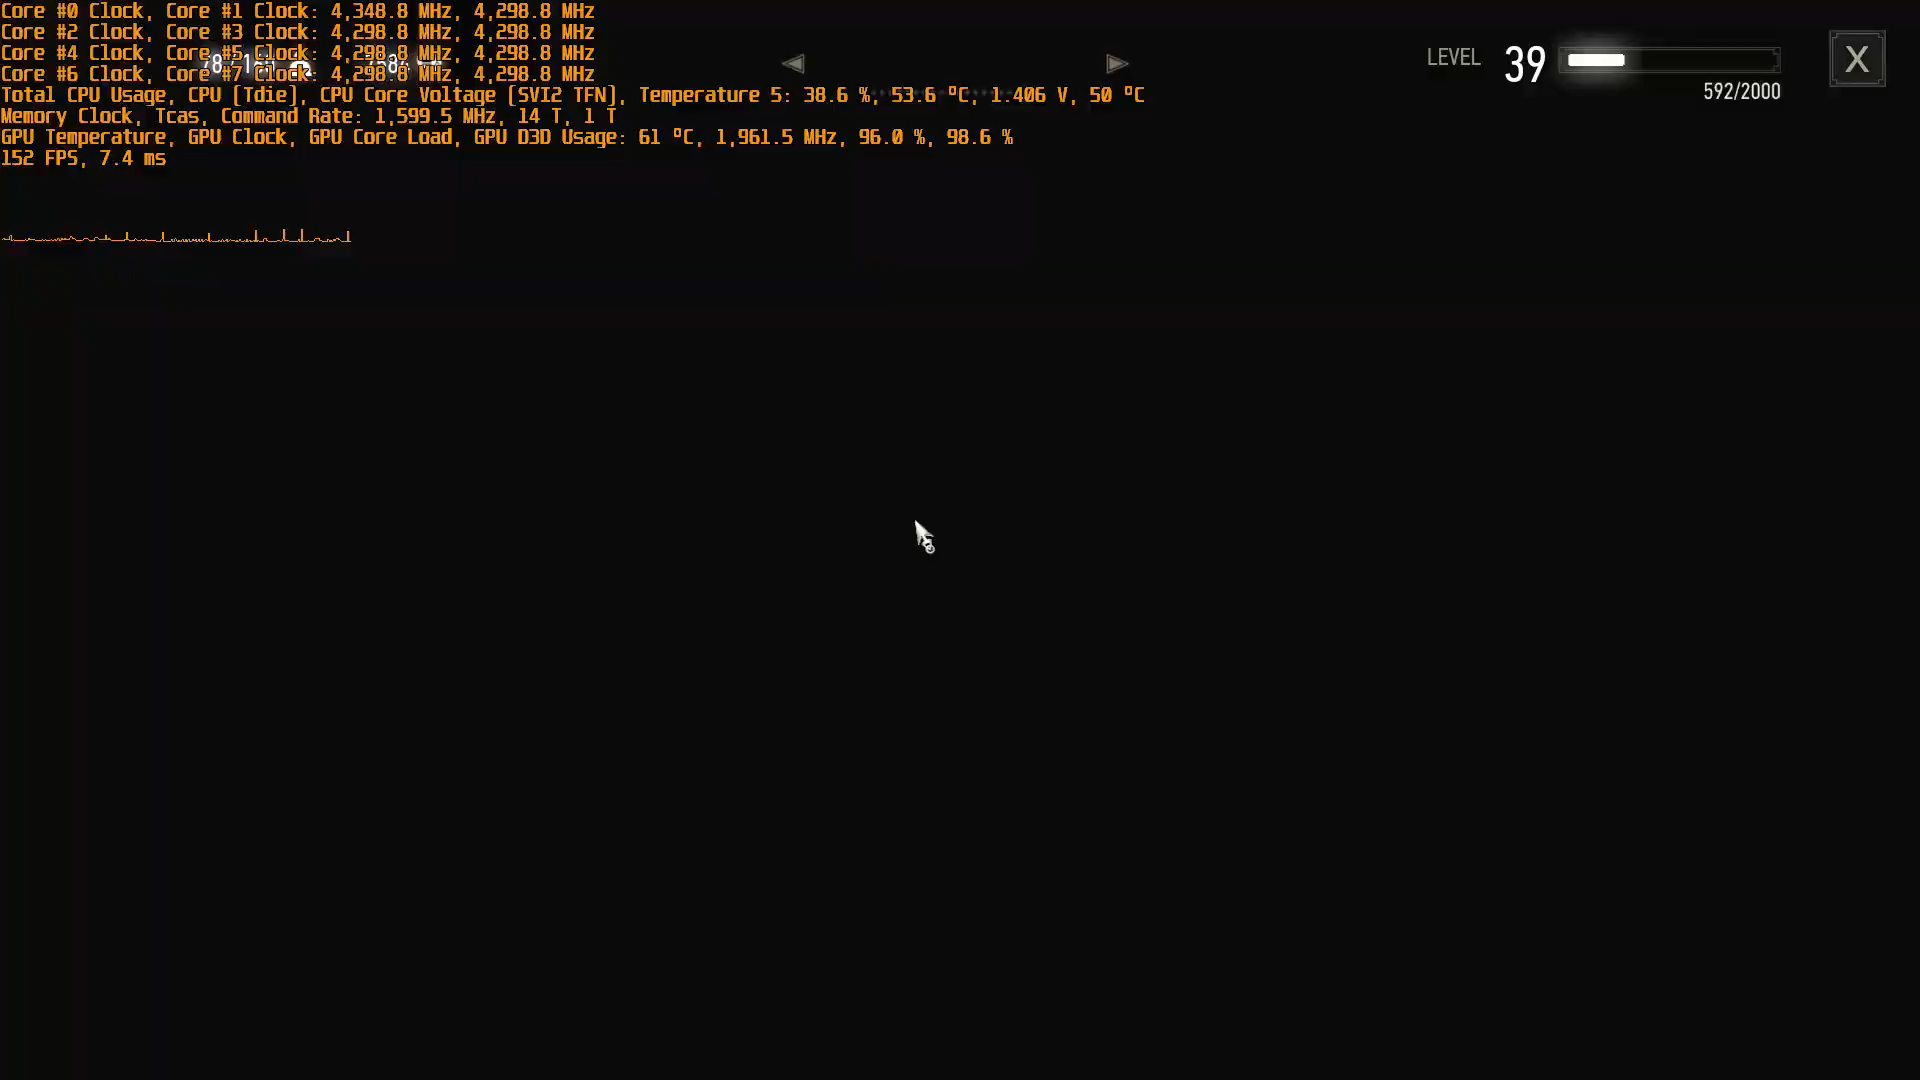 Core #0 Clock, Core #1 Clock: 4,348.8 MHz, 4,298.8 MHz
Core #2 Clock, Core #3 Clock: 4,298.8 MHz, 4,298.8 MHz
Core #4 Clock, Core #5 Clock: 4,298.8 MHz, 4,298.8 MHz
Core #6 Clock, Core #7 Clock: 4,298.8 MHz, 4,298.8 MHz
Total CPU Usage, CPU (Tdie), CPU Core Voltage (SVI2 TFN), Temperature 5: 38.6 %, 53.6 ºC, 1.406 V, 50 ºC
Memory Clock, Tcas, Command Rate: 1,599.5 MHz, 14 T, 1 T
GPU Temperature, GPU Clock, GPU Core Load, GPU D3D Usage: 61 ºC, 1,961.5 MHz, 96.0 %, 98.6 %
152 FPS, 7.4 ms
LEVEL 39
592/2000
X